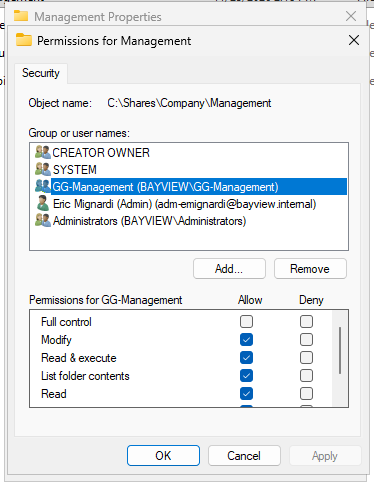 Management Properties
Permissions for Management
Security
Object name: C:\Shares\Company\Management
Group or user names:
CREATOR OWNER
SYSTEM
GG-Management (BAYVIEW\GG-Management)
Eric Mignardi (Admin) (adm-emignardi@bayview.internal)
Administrators (BAYVIEW\Administrators)
Add... Remove
Permissions for GG-Management Allow Deny
Full control
Modify
Read & execute
List folder contents
Read
OK Cancel Apply